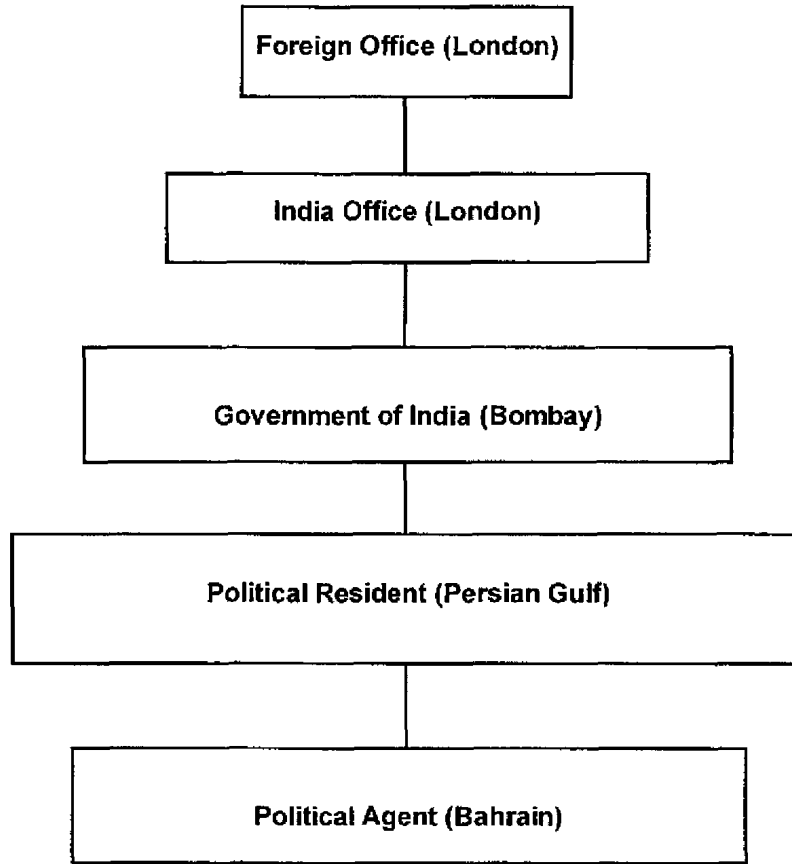 Foreign Office (London)
India Office (London)
Government of India (Bombay)
Political Resident (Persian Gulf)
Political Agent (Bahrain)